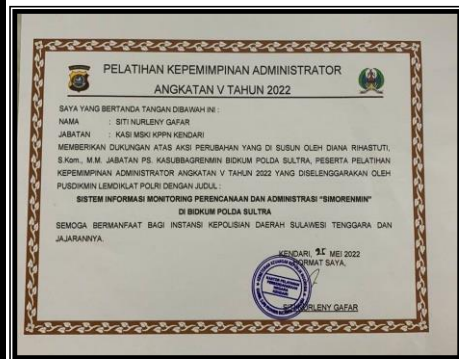 PELATIHAN KEPEMIMPINAN ADMINISTRATOR
ANGKATAN V TAHUN 2022
SAYA YANG BERTANDA TANGAN DIBAWAH INI :
NAMA : SITI NURLENY GAFAR
JABATAN : KASI MSKI KPPN KENDARI
MEMBERIKAN DUKUNGAN ATAS AKSI PERUBAHAN YANG DI SUSUN OLEH DIANA RIHASTUTI,
S.Kom., M.M. JABATAN PS. KASUBBAGRENMIN BIDKUM POLDA SULTRA, PESERTA PELATIHAN
KEPEMIMPINAN ADMINISTRATOR ANGKATAN V TAHUN 2022 YANG DISELENGGARAKAN OLEH
PUSDIKMIN LEMDIKLAT POLRI DENGAN JUDUL :
SISTEM INFORMASI MONITORING PERENCANAAN DAN ADMINISTRASI "SIMORENMIN"
DI BIDKUM POLDA SULTRA
SEMOGA BERMANFAAT BAGI INSTANSI KEPOLISIAN DAERAH SULAWESI TENGGARA DAN
JAJARANNYA.
KENDARI, 25 MEI 2022
HORMAT SAYA,
SITI NURLENY GAFAR